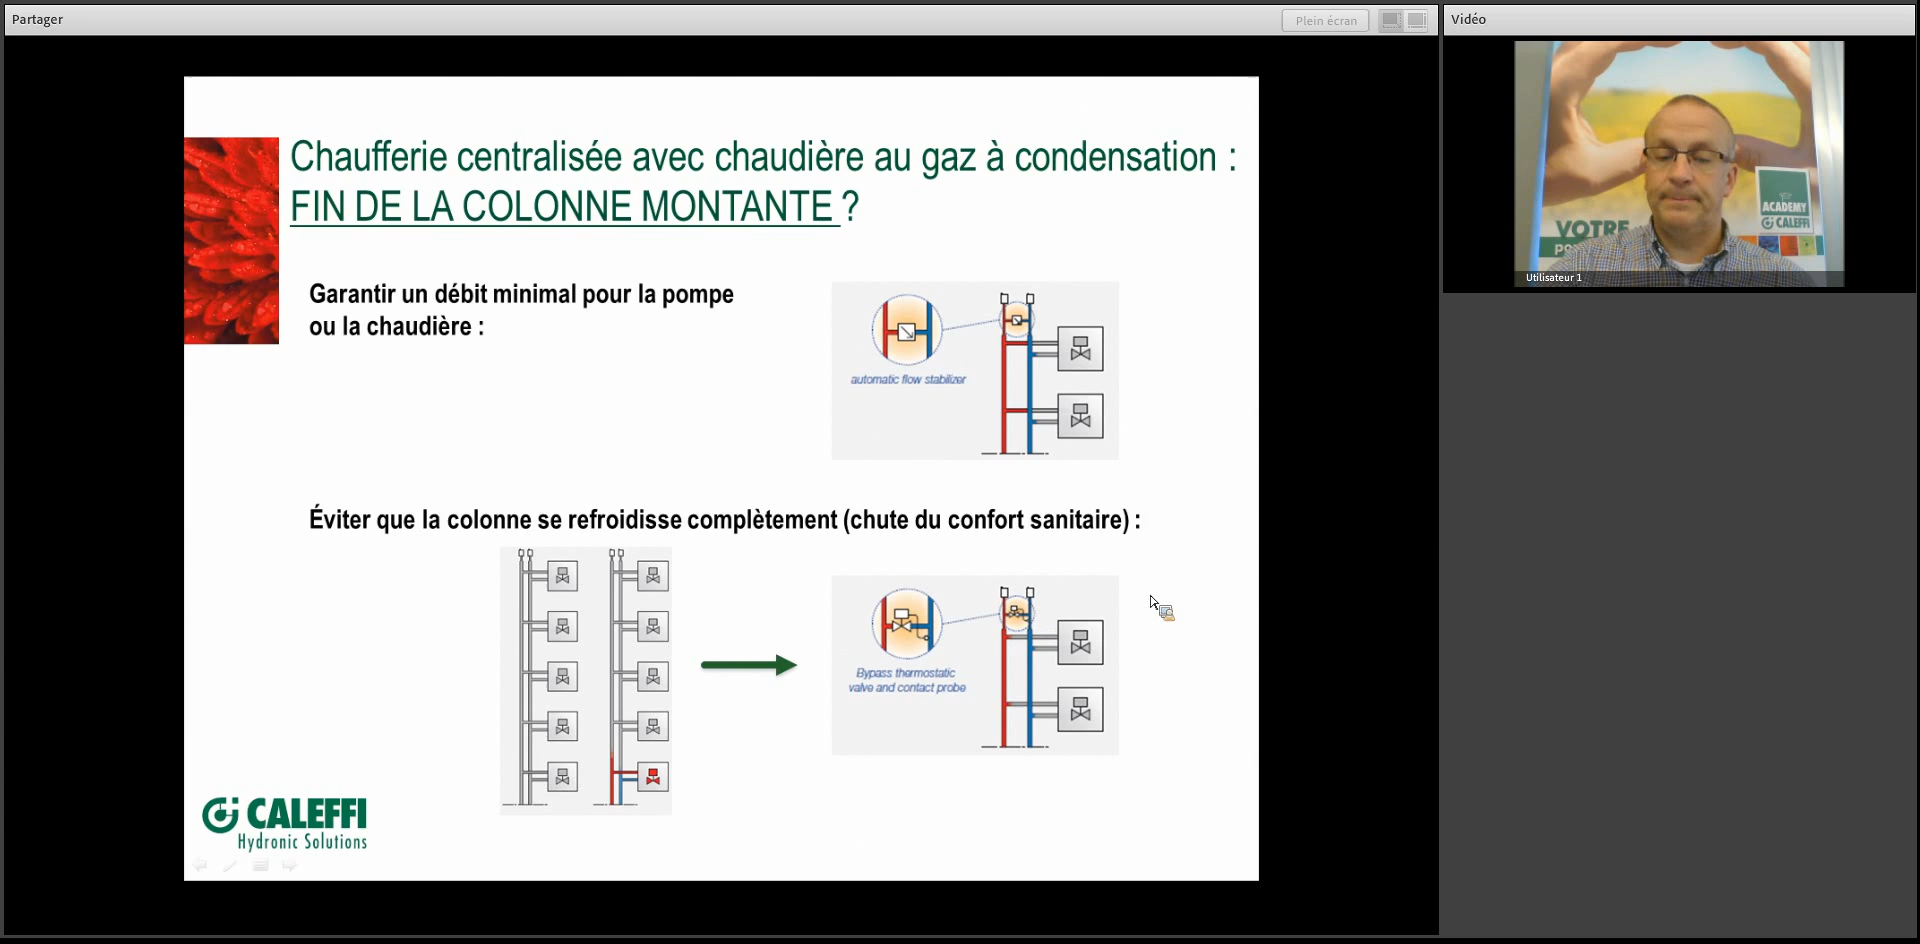 Partager
Plein écran
Vidéo
Chaufferie centralisée avec chaudière au gaz à condensation :
FIN DE LA COLONNE MONTANTE ?
Garantir un débit minimal pour la pompe
ou la chaudière :
automatic flow stabilizer
Éviter que la colonne se refroidisse complètement (chute du confort sanitaire) :
Bypass thermostatic
valve and contact probe
CALEFFI
Hydronic Solutions
ACADEMY
CALEFFI
VOTRE
Utilisateur 1